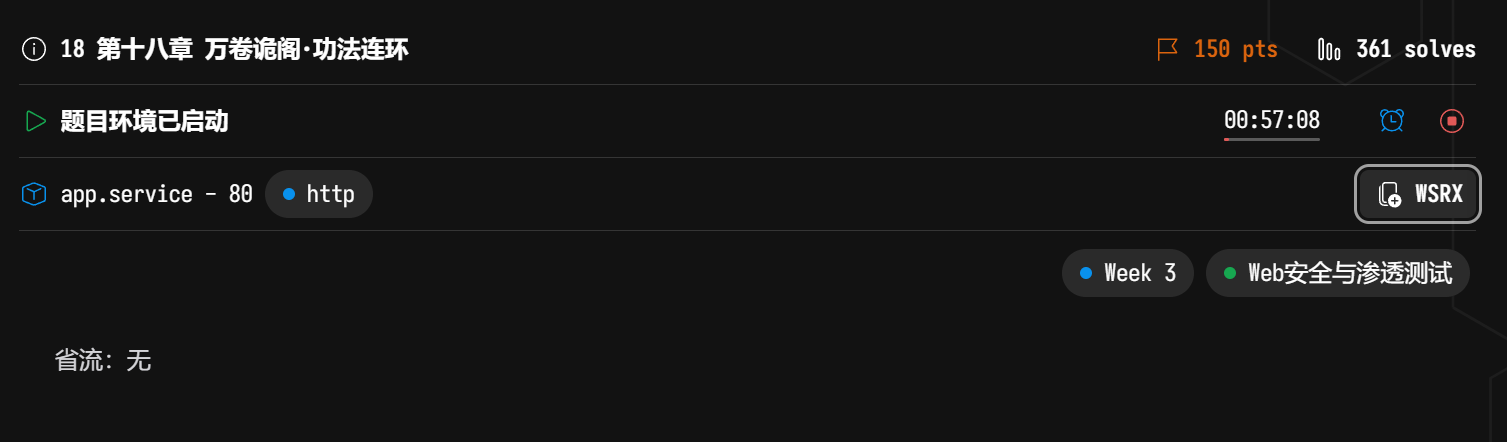 18 第十八章 万卷诡阁·功法连环 150 pts 361 solves
题目环境已启动 00:57:08
app.service - 80 http WSRX
Week 3 Web安全与渗透测试
省流：无